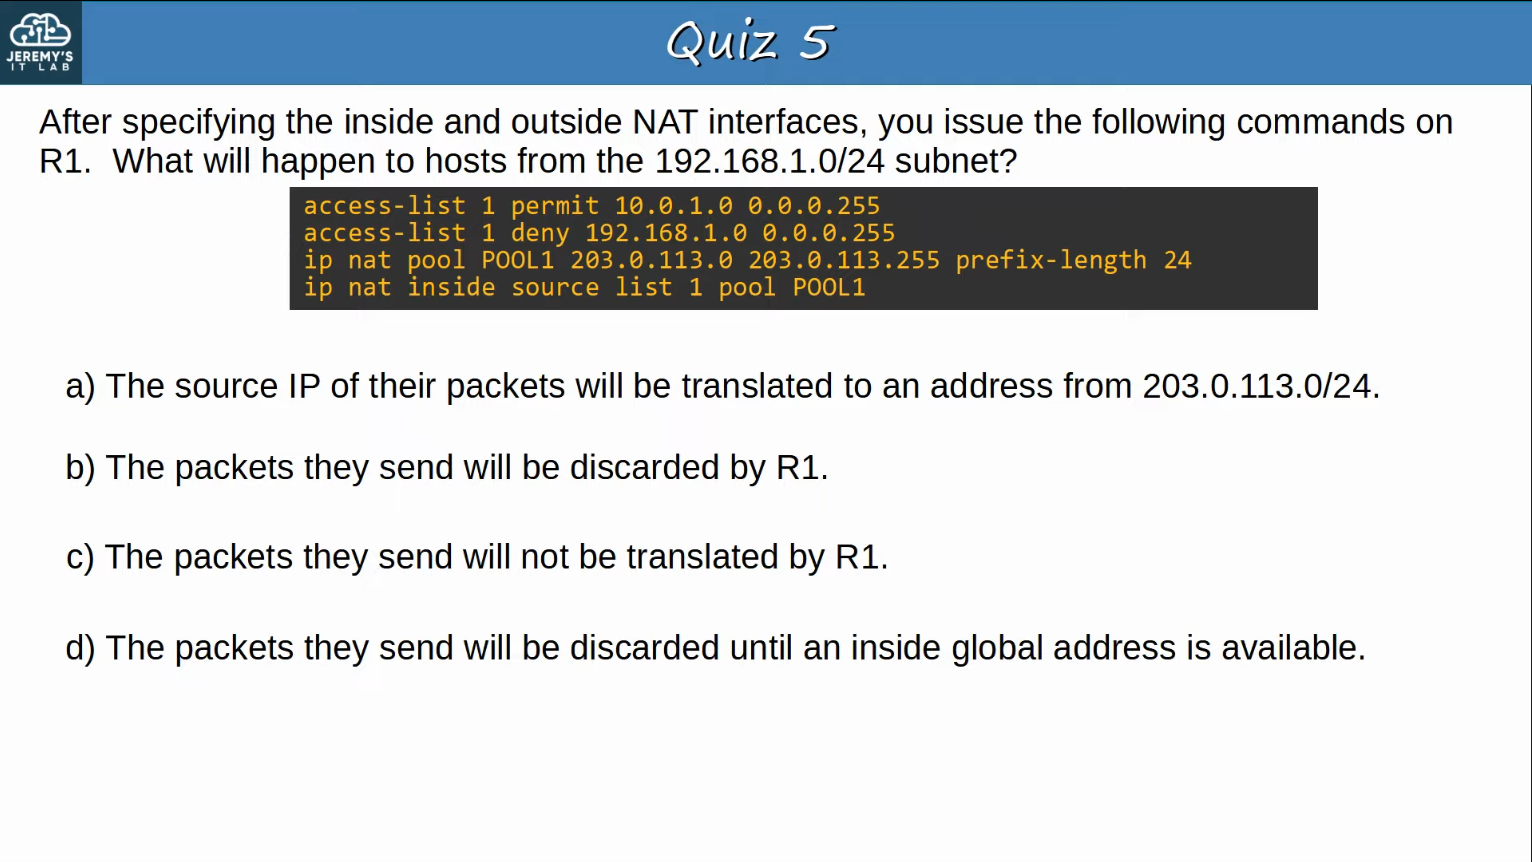 JEREMY'S
IT LAB
Quiz 5
After specifying the inside and outside NAT interfaces, you issue the following commands on
R1.  What will happen to hosts from the 192.168.1.0/24 subnet?
access-list 1 permit 10.0.1.0 0.0.0.255
access-list 1 deny 192.168.1.0 0.0.0.255
ip nat pool POOL1 203.0.113.0 203.0.113.255 prefix-length 24
ip nat inside source list 1 pool POOL1
a) The source IP of their packets will be translated to an address from 203.0.113.0/24.
b) The packets they send will be discarded by R1.
c) The packets they send will not be translated by R1.
d) The packets they send will be discarded until an inside global address is available.